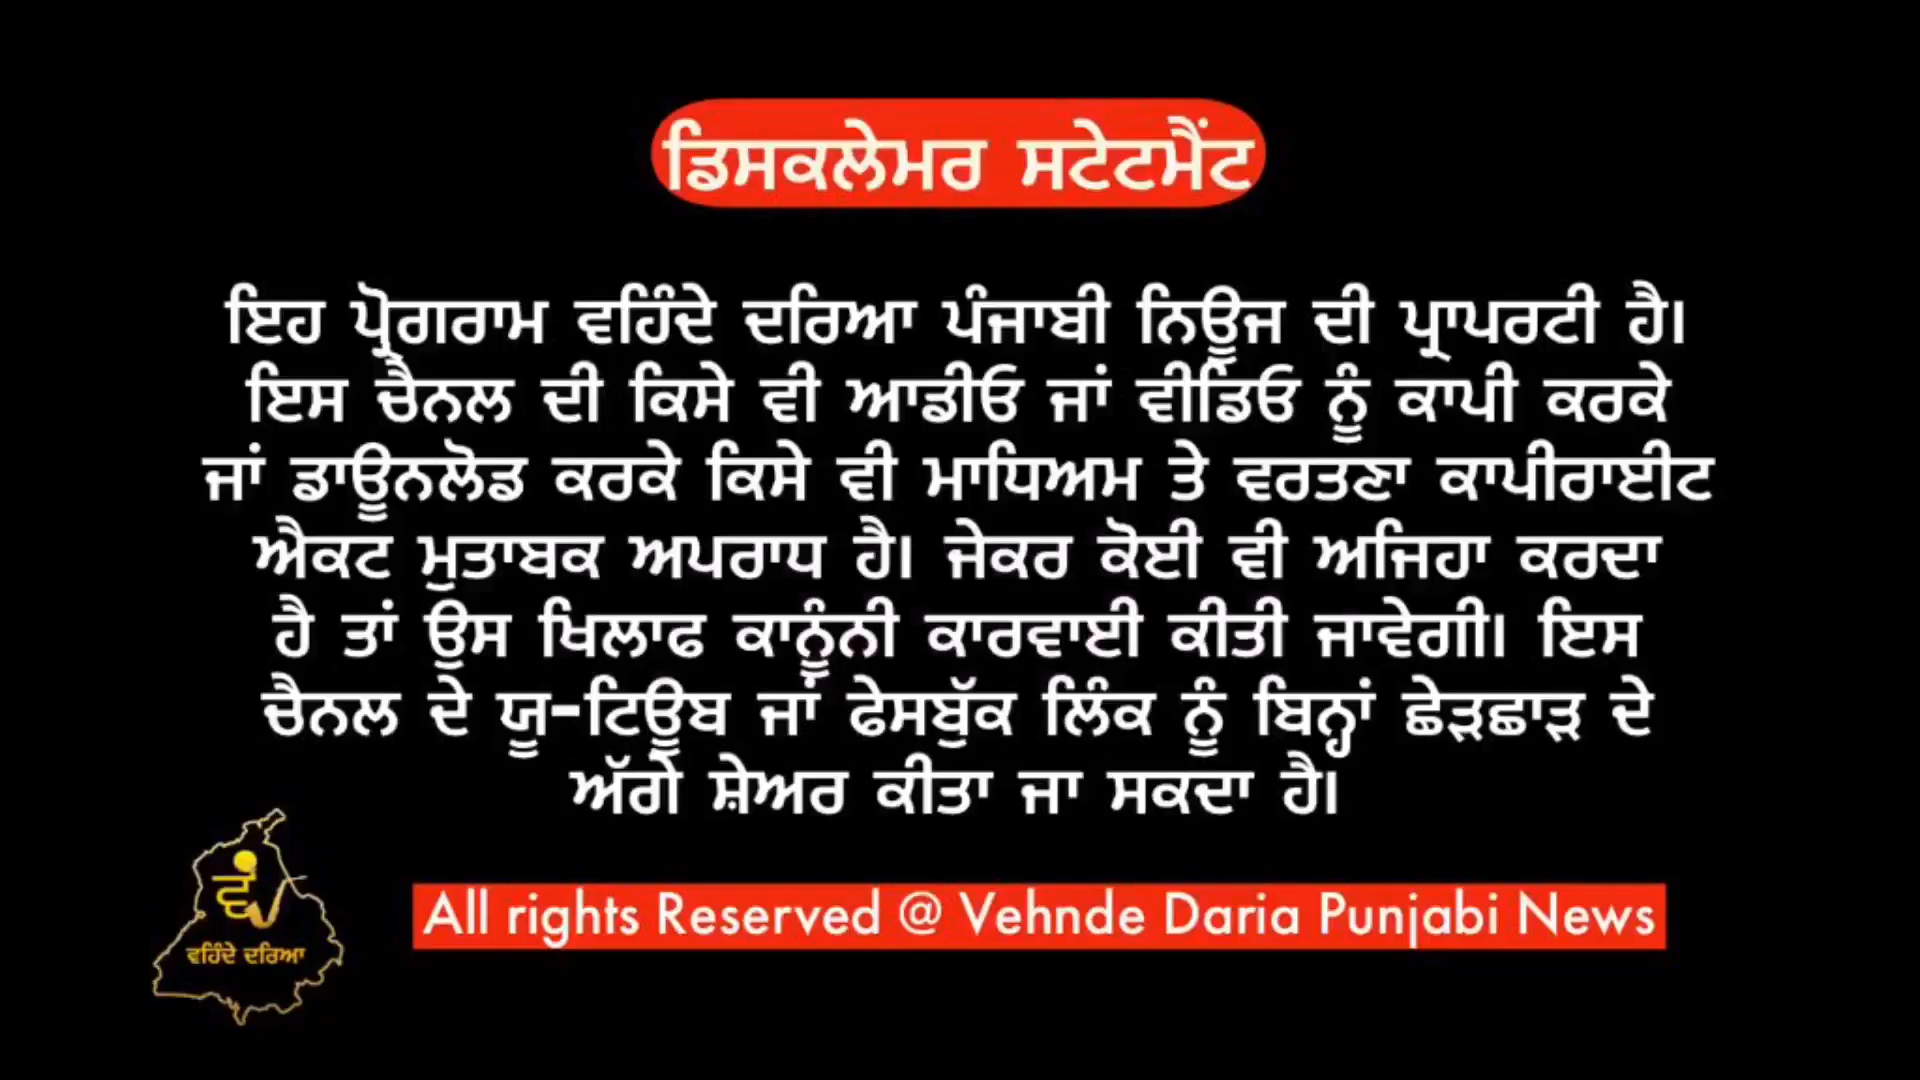 ਡਿਸਕਲੇਮਰ ਸਟੇਟਮੈਂਟ
ਇਹ ਪ੍ਰੋਗਰਾਮ ਵਹਿੰਦੇ ਦਰਿਆ ਪੰਜਾਬੀ ਨਿਊਜ ਦੀ ਪ੍ਰਾਪਰਟੀ ਹੈ।
ਇਸ ਚੈਨਲ ਦੀ ਕਿਸੇ ਵੀ ਆਡੀਓ ਜਾਂ ਵੀਡਿਓ ਨੂੰ ਕਾਪੀ ਕਰਕੇ
ਜਾਂ ਡਾਊਨਲੋਡ ਕਰਕੇ ਕਿਸੇ ਵੀ ਮਾਧਿਅਮ ਤੇ ਵਰਤਣਾ ਕਾਪੀਰਾਈਟ
ਐਕਟ ਮੁਤਾਬਕ ਅਪਰਾਧ ਹੈ। ਜੇਕਰ ਕੋਈ ਵੀ ਅਜਿਹਾ ਕਰਦਾ
ਹੈ ਤਾਂ ਉਸ ਖਿਲਾਫ ਕਾਨੂੰਨੀ ਕਾਰਵਾਈ ਕੀਤੀ ਜਾਵੇਗੀ। ਇਸ
ਚੈਨਲ ਦੇ ਯੂ-ਟਿਊਬ ਜਾਂ ਫੇਸਬੁੱਕ ਲਿੰਕ ਨੂੰ ਬਿਨ੍ਹਾਂ ਛੇੜਛਾੜ ਦੇ
ਅੱਗੇ ਸ਼ੇਅਰ ਕੀਤਾ ਜਾ ਸਕਦਾ ਹੈ।
ਵਹਿੰਦੇ ਦਰਿਆ
All rights Reserved @ Vehnde Daria Punjabi News